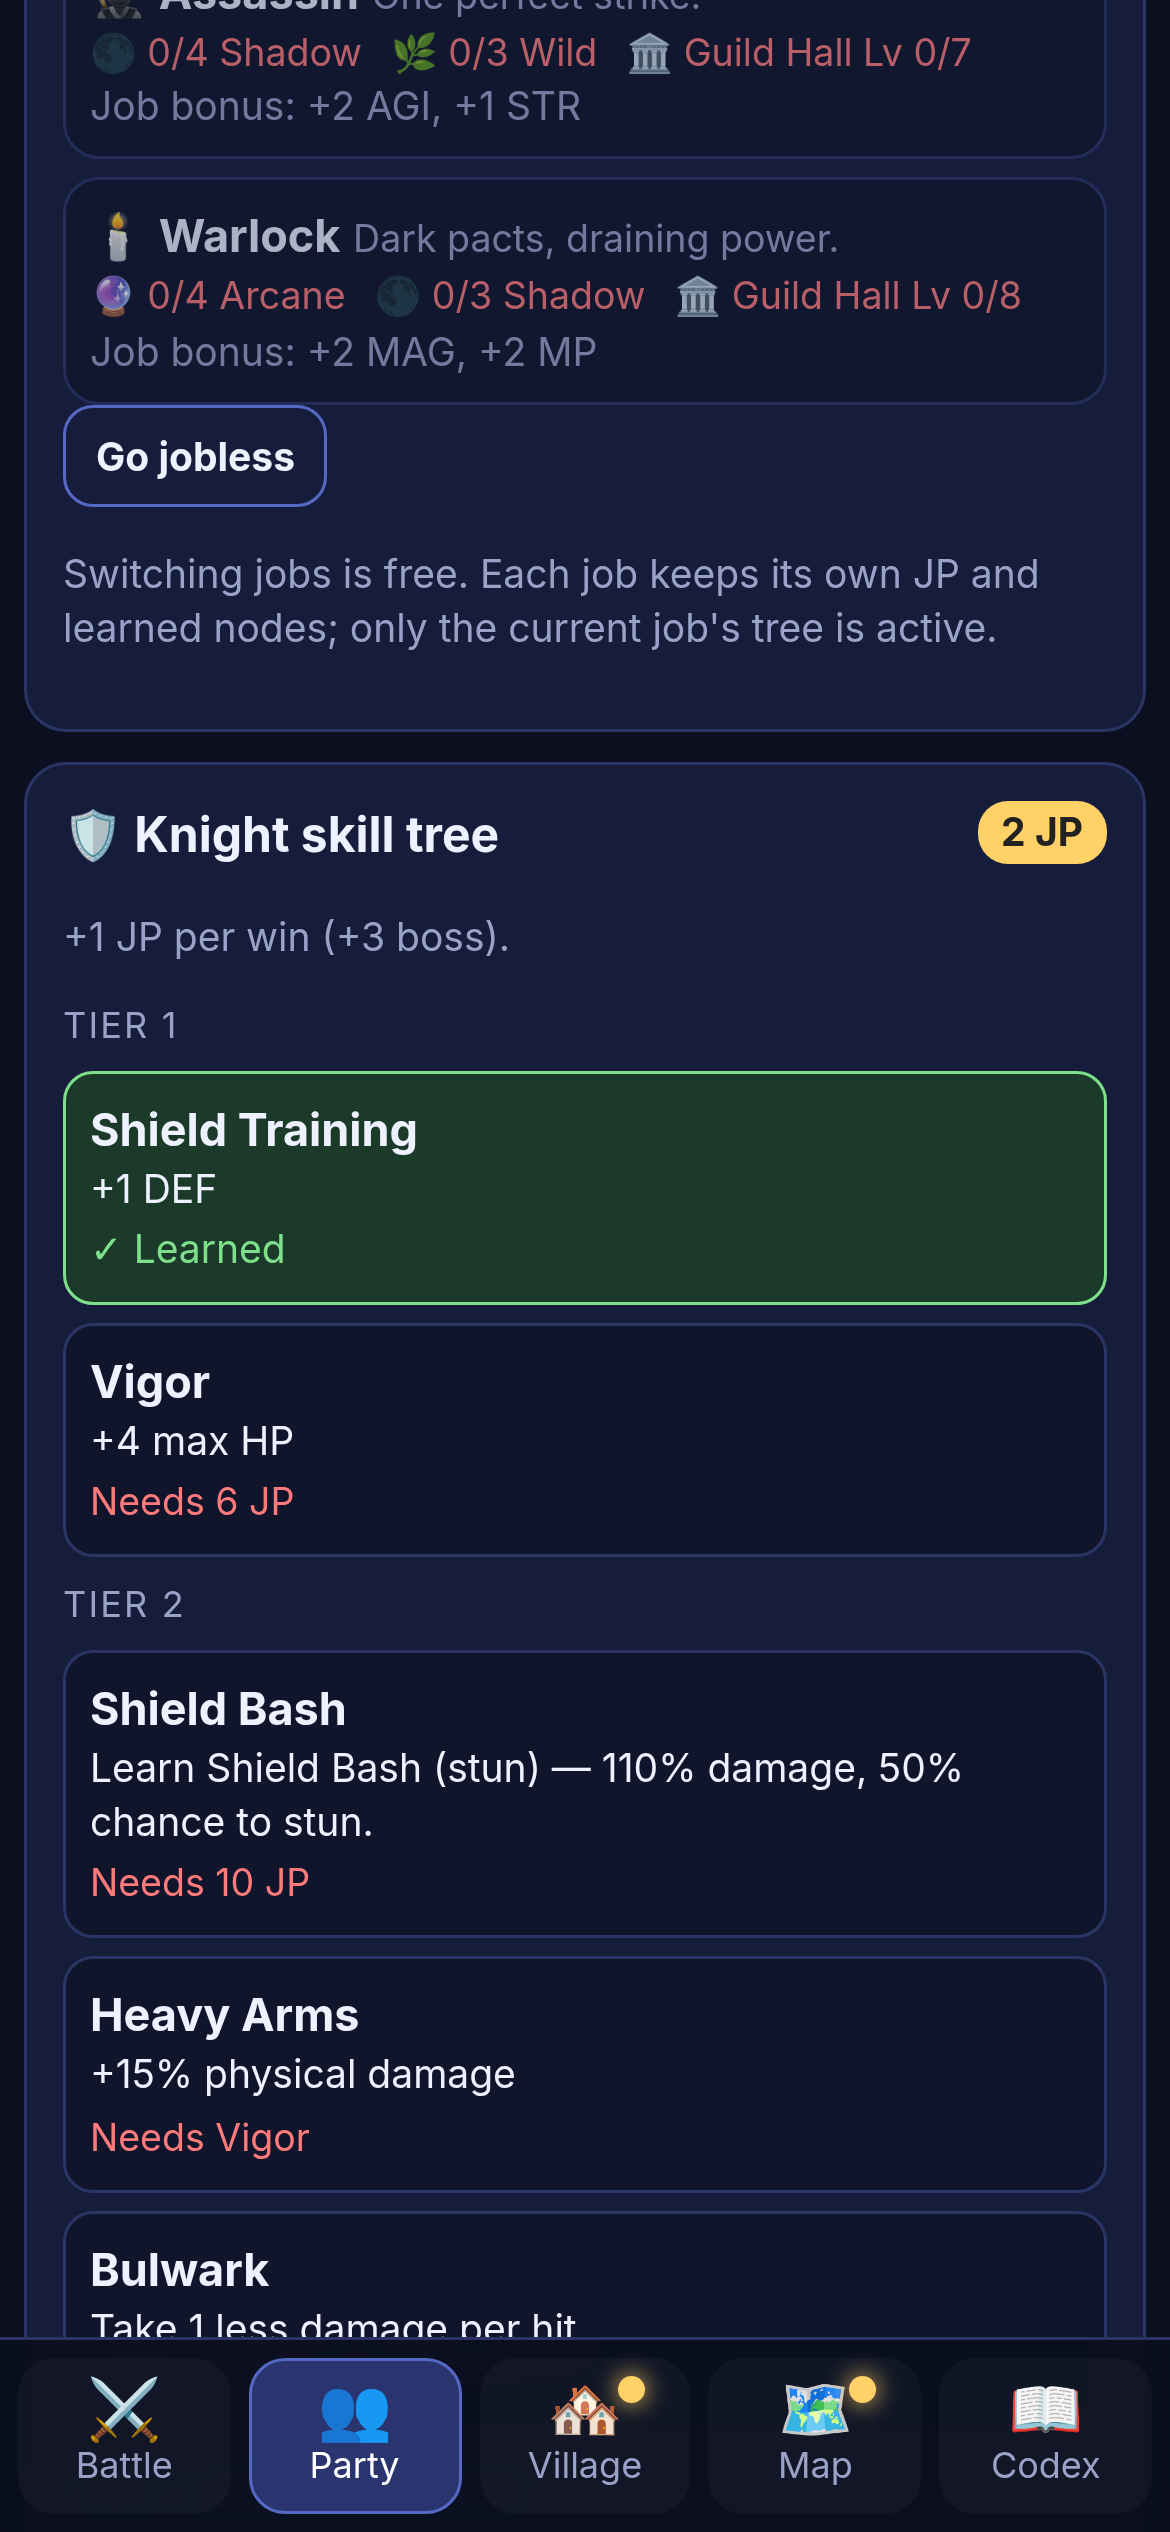 Assassin One perfect strike.
0/4 Shadow 0/3 Wild Guild Hall Lv 0/7
Job bonus: +2 AGI, +1 STR
Warlock Dark pacts, draining power.
0/4 Arcane 0/3 Shadow Guild Hall Lv 0/8
Job bonus: +2 MAG, +2 MP
Go jobless
Switching jobs is free. Each job keeps its own JP and
learned nodes; only the current job's tree is active.
Knight skill tree 2 JP
+1 JP per win (+3 boss).
TIER 1
Shield Training
+1 DEF
✓ Learned
Vigor
+4 max HP
Needs 6 JP
TIER 2
Shield Bash
Learn Shield Bash (stun) — 110% damage, 50%
chance to stun.
Needs 10 JP
Heavy Arms
+15% physical damage
Needs Vigor
Bulwark
Take 1 less damage per hit
Battle Party Village Map Codex